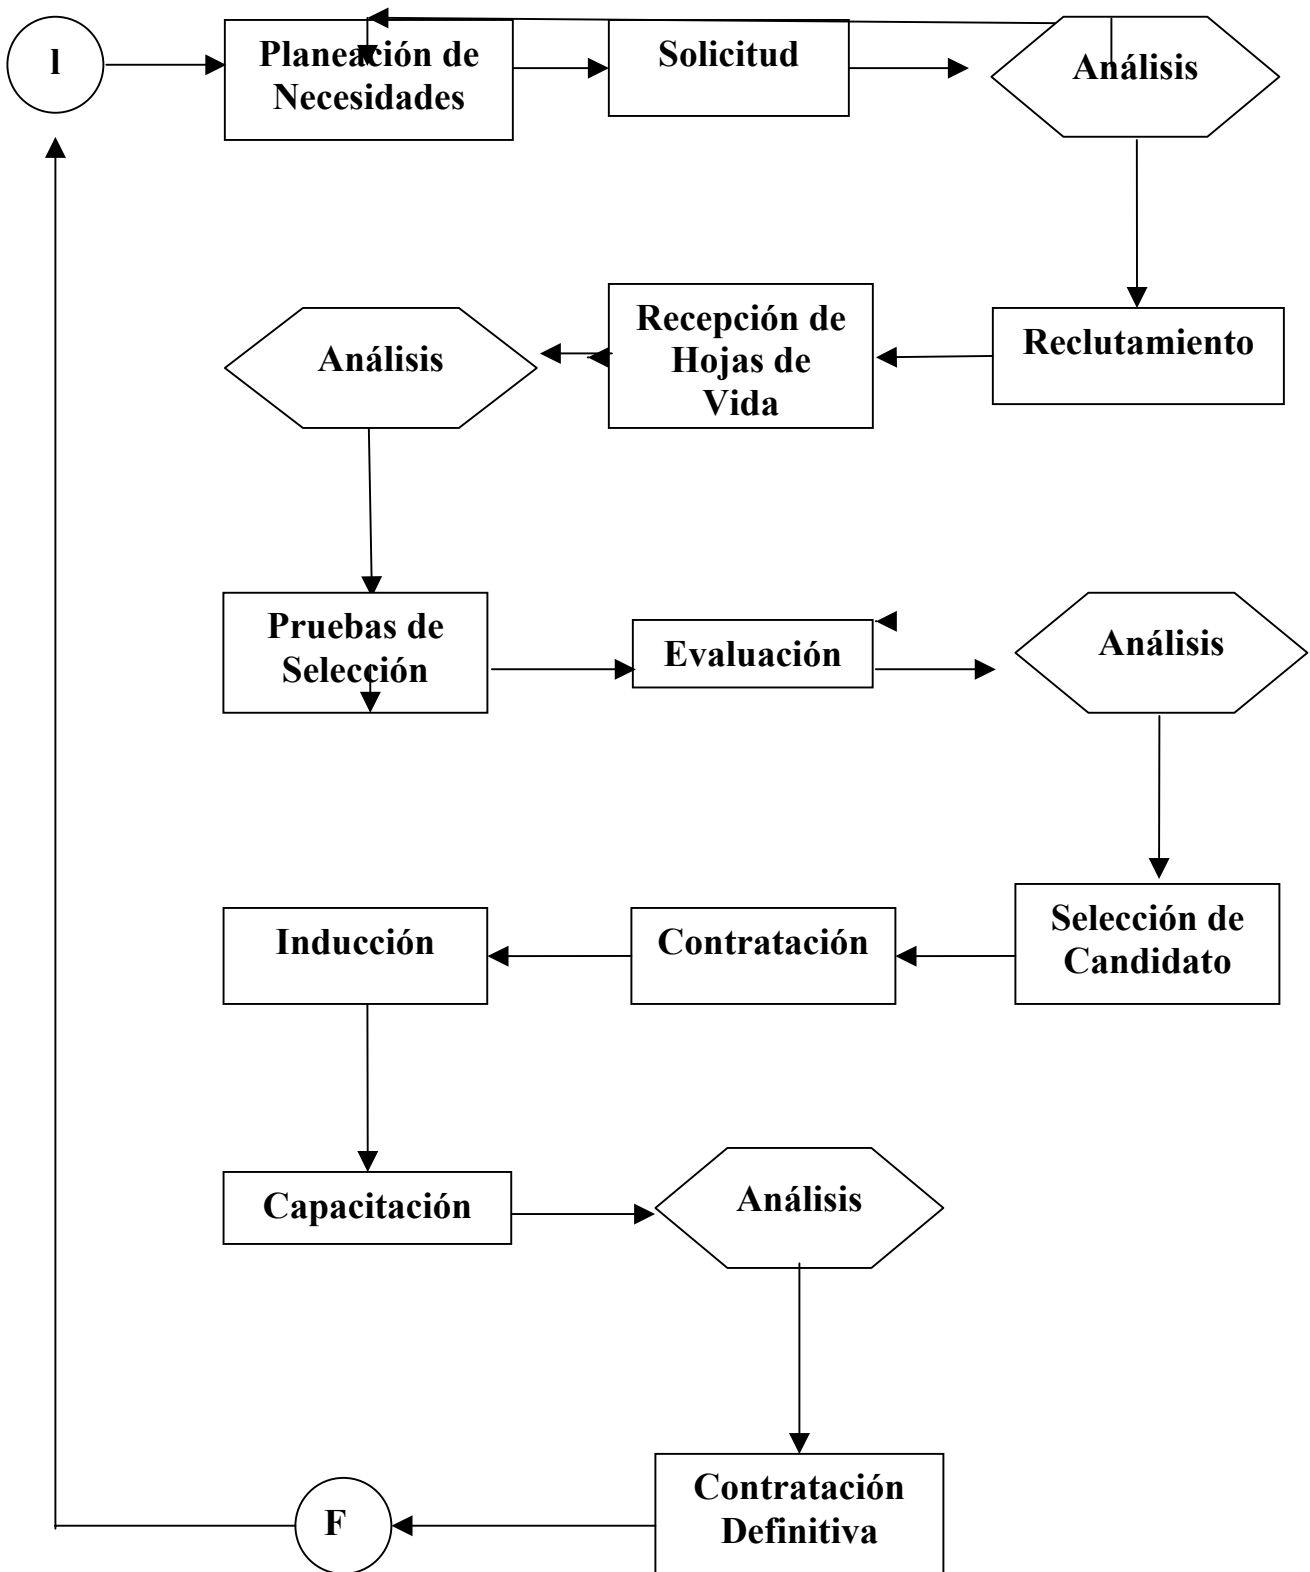 l
Planeación de
Necesidades
Solicitud
Análisis
Análisis
Recepción de
Hojas de
Vida
Reclutamiento
Pruebas de
Selección
Evaluación
Análisis
Inducción
Contratación
Selección de
Candidato
Capacitación
Análisis
F
Contratación
Definitiva